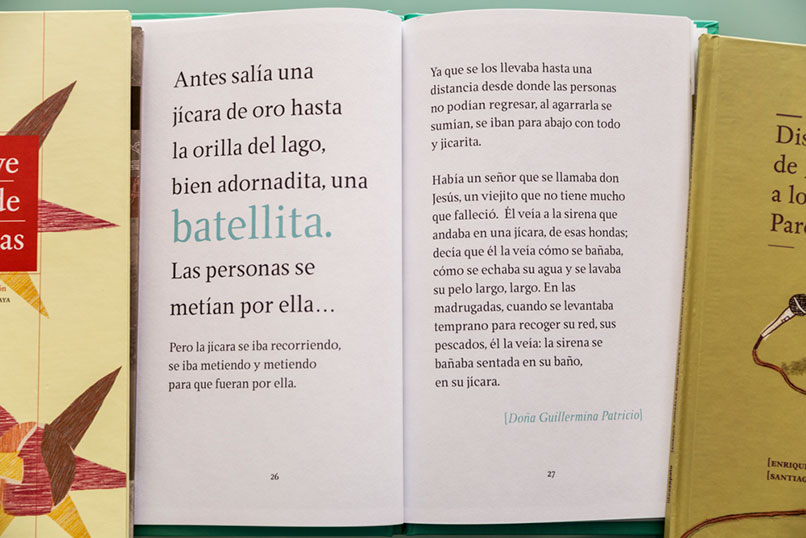 Antes salía una
jícara de oro hasta
la orilla del lago,
bien adornadita, una
batellita.
Las personas se
metían por ella...
Pero la jícara se iba recorriendo,
se iba metiendo y metiendo
para que fueran por ella.
26
Ya que se los llevaba hasta una
distancia desde donde las personas
no podían regresar, al agarrarla se
sumían, se iban para abajo con todo
y jicarita.
Había un señor que se llamaba don
Jesús, un viejito que no tiene mucho
que falleció. Él veía a la sirena que
andaba en una jícara, de esas hondas;
decía que él la veía cómo se bañaba,
cómo se echaba su agua y se lavaba
su pelo largo, largo. En las
madrugadas, cuando se levantaba
temprano para recoger su red, sus
pescados, él la veía: la sirena se
bañaba sentada en su baño,
en su jícara.
[Doña Guillermina Patricio]
27
ve
de
as
ón
AYA
Dis
de
a lo
Pare
[ENRIQU
[SANTIAG